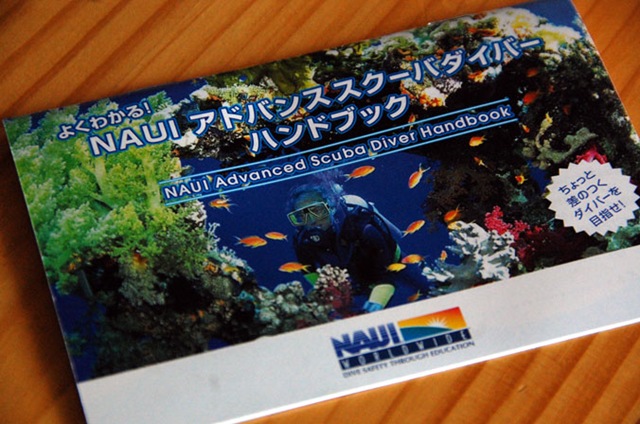 よくわかる!
NAUI アドバンススクーバダイバー
ハンドブック
NAUI Advanced Scuba Diver Handbook
ちょっと
差のつく
ダイバーを
目指せ!
NAUI
WORLDWIDE
DIVE SAFETY THROUGH EDUCATION